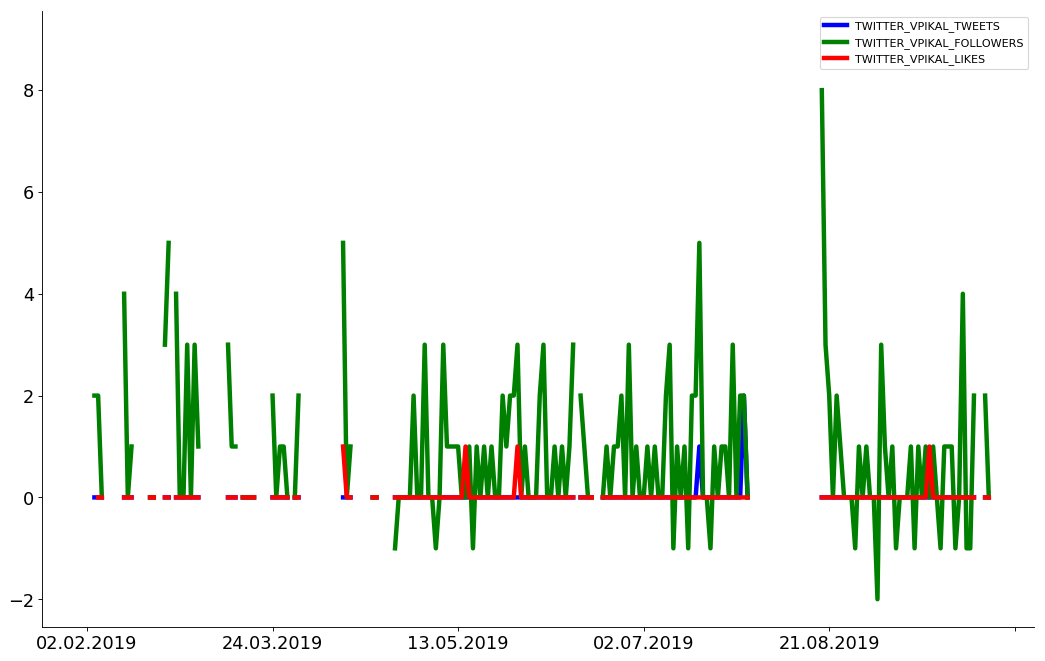 TWITTER_VPIKAL_TWEETS
TWITTER_VPIKAL_FOLLOWERS
TWITTER_VPIKAL_LIKES
8
6
4
2
0
−2
02.02.2019 24.03.2019 13.05.2019 02.07.2019 21.08.2019